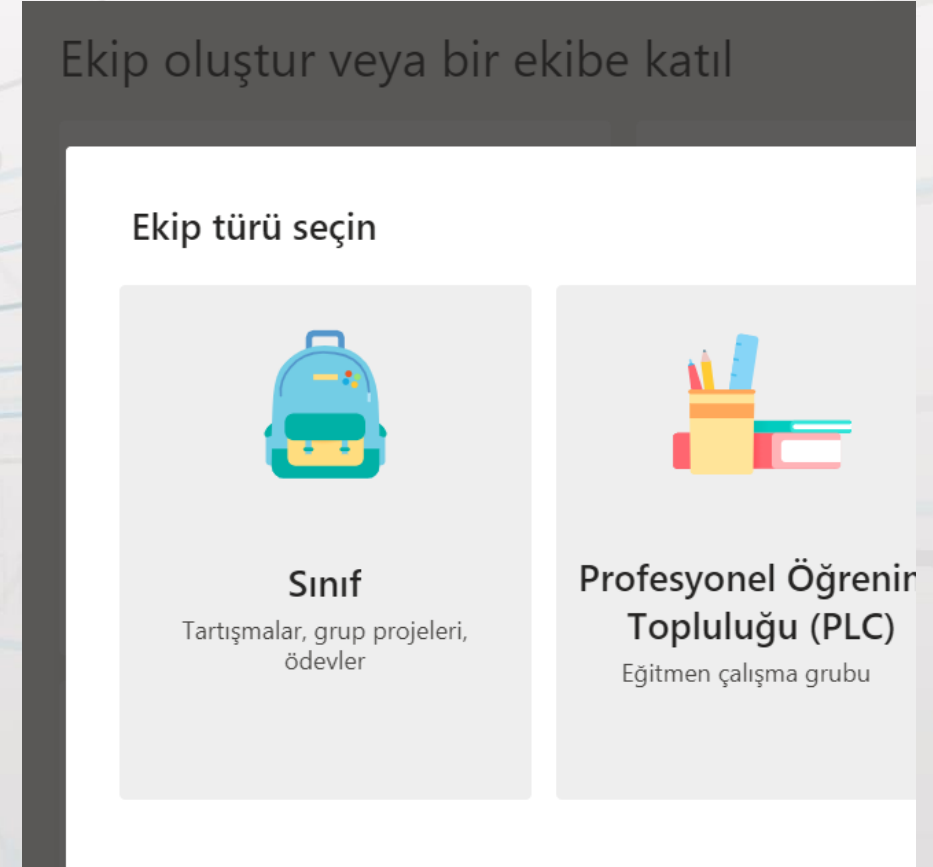 Ekip oluştur veya bir ekibe katıl
Ekip türü seçin
Sınıf
Tartışmalar, grup projeleri,
ödevler
Profesyonel
Topluluğu (PLC)
Eğitmen çalışma grubu